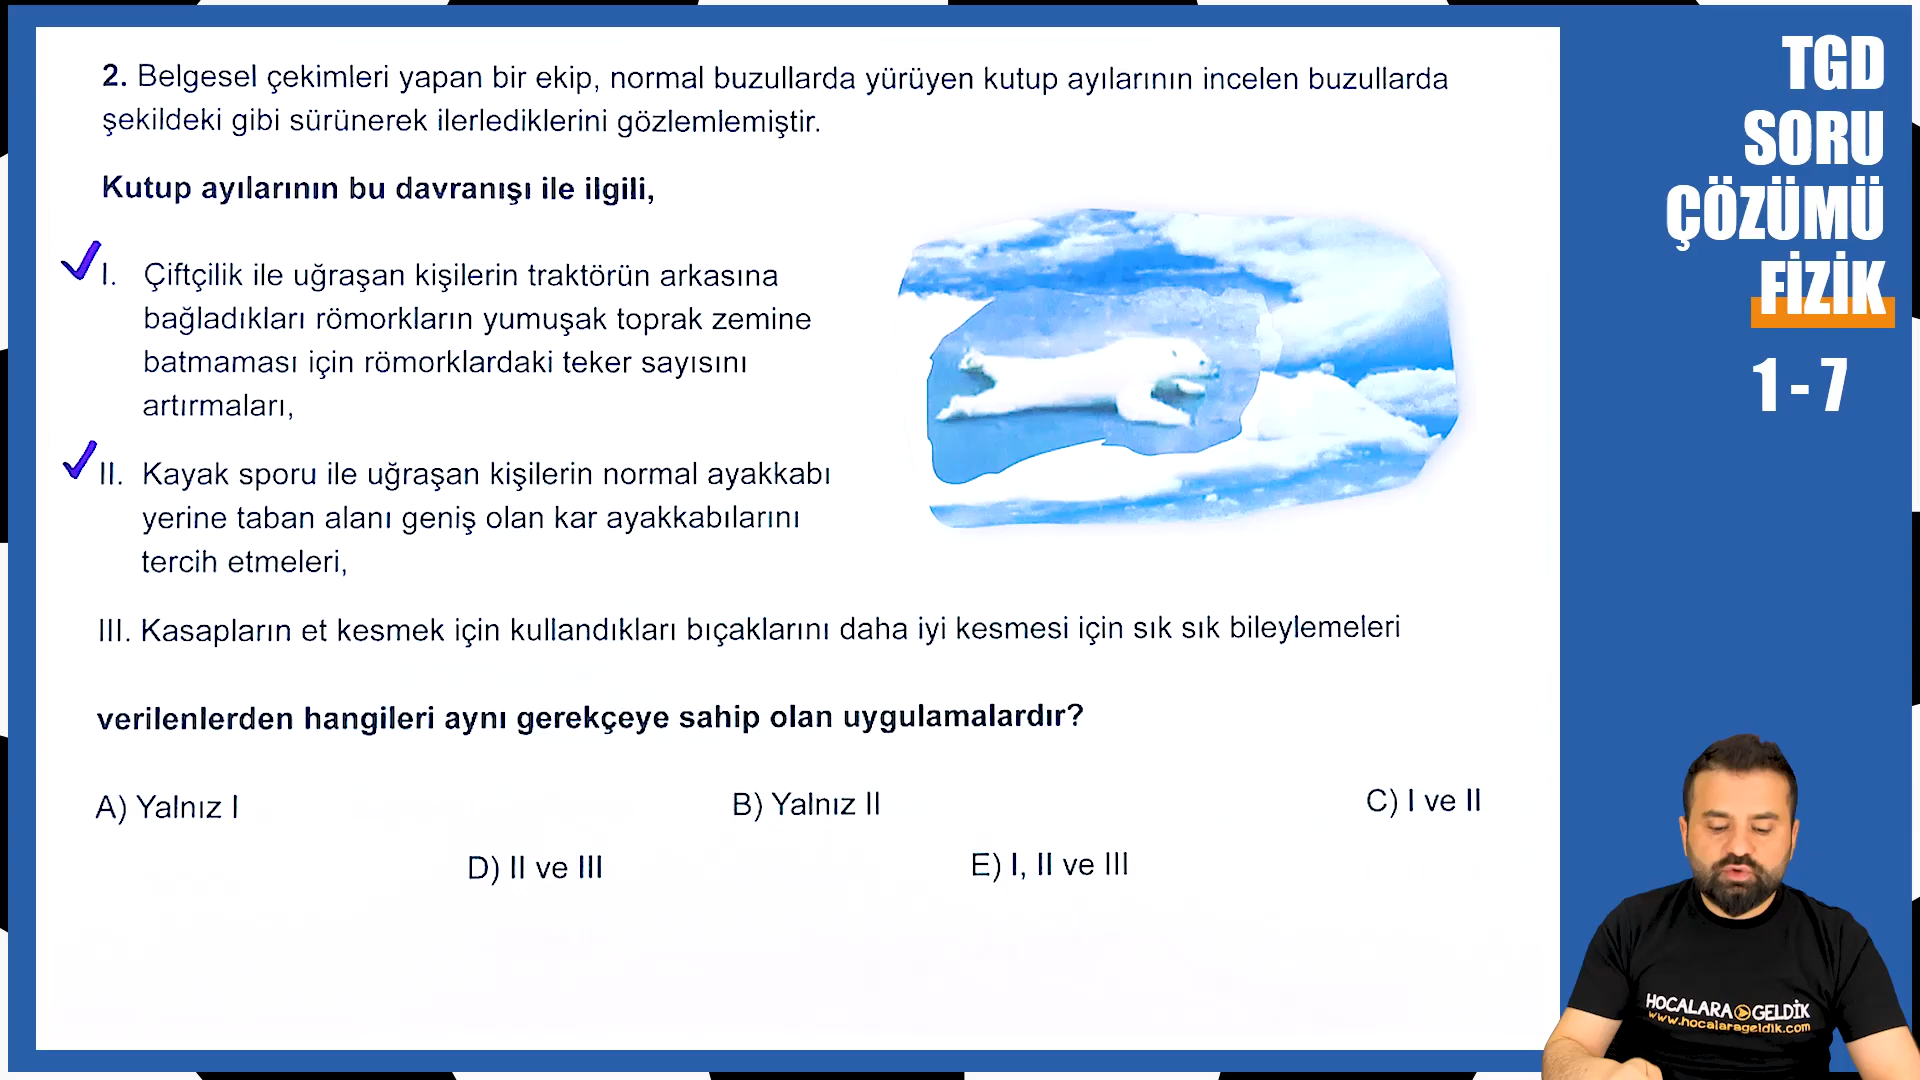 2. Belgesel çekimleri yapan bir ekip, normal buzullarda yürüyen kutup ayılarının incelen buzullarda
şekildeki gibi sürünerek ilerlediklerini gözlemlemiştir.
Kutup ayılarının bu davranışı ile ilgili,
I. Çiftçilik ile uğraşan kişilerin traktörün arkasına
bağladıkları römorkların yumuşak toprak zemine
batmaması için römorklardaki teker sayısını
artırmaları,
II. Kayak sporu ile uğraşan kişilerin normal ayakkabı
yerine taban alanı geniş olan kar ayakkabılarını
tercih etmeleri,
III. Kasapların et kesmek için kullandıkları bıçaklarını daha iyi kesmesi için sık sık bileylemeleri
verilenlerden hangileri aynı gerekçeye sahip olan uygulamalardır?
A) Yalnız I
B) Yalnız II
C) I ve II
D) II ve III
E) I, II ve III
TGD
SORU
ÇÖZÜMÜ
FİZİK
1 - 7
HOCALARA GELDİK
www.hocalarageldik.com